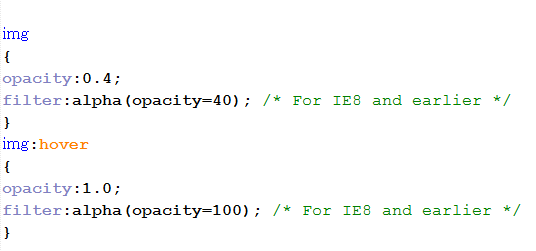 img
{
opacity:0.4;
filter:alpha(opacity=40); /* For IE8 and earlier */
}
img:hover
{
opacity:1.0;
filter:alpha(opacity=100); /* For IE8 and earlier */
}